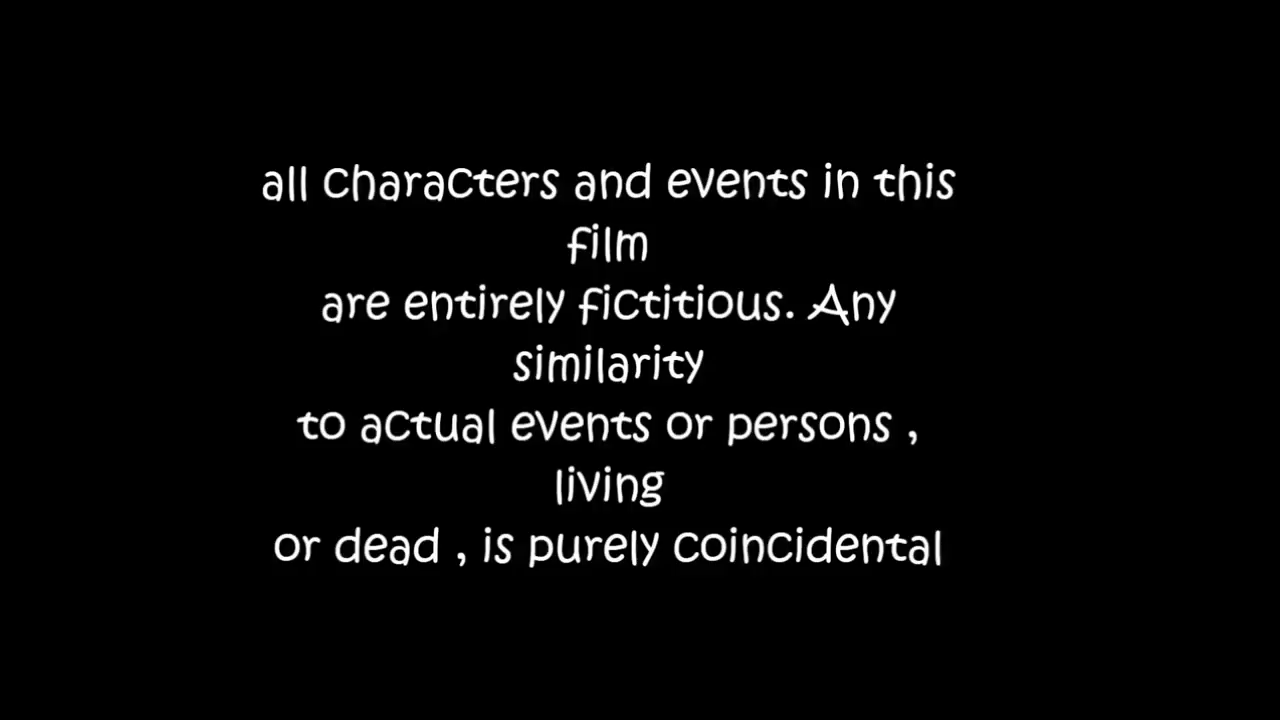 all characters and events in this
film
are entirely fictitious. Any
similarity
to actual events or persons ,
living
or dead , is purely coincidental